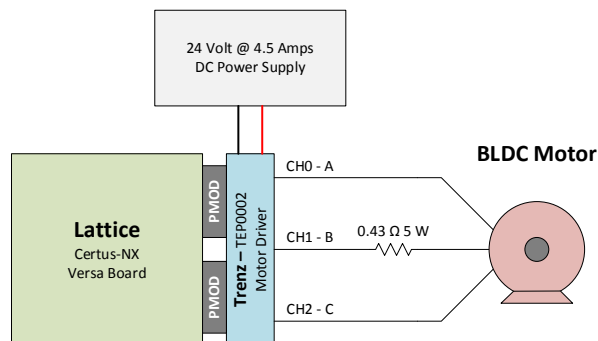 24 Volt @ 4.5 Amps
DC Power Supply
BLDC Motor
Lattice
Certus-NX
Versa Board
PMOD
PMOD
Trenz – TEP0002
Motor Driver
CH0 - A
CH1 - B
0.43 Ω 5 W
CH2 - C